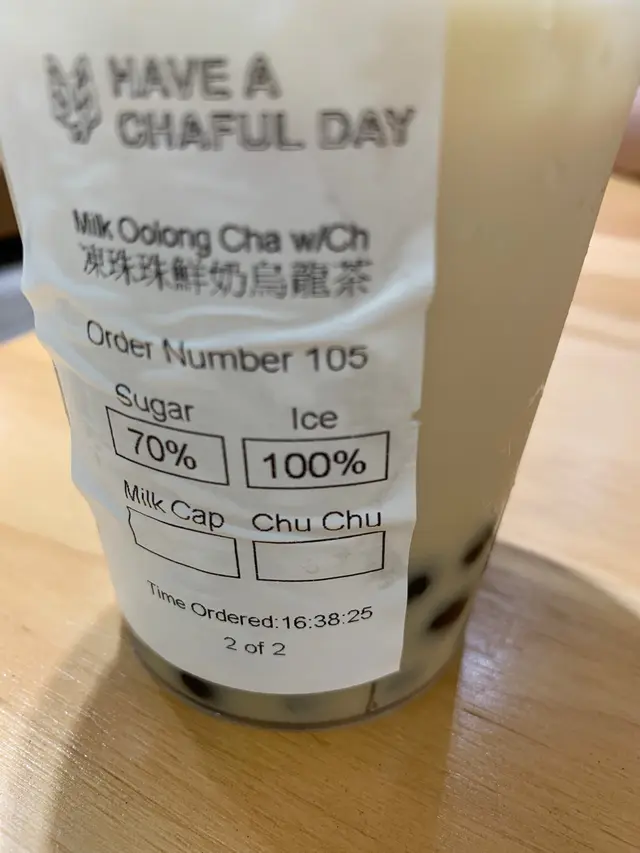 HAVE A
CHAFUL DAY
Milk Oolong Cha w/Ch
凍珠珠鮮奶烏龍茶
Order Number 105
Sugar Ice
70% 100%
Milk Cap Chu Chu
Time Ordered:16:38:25
2 of 2